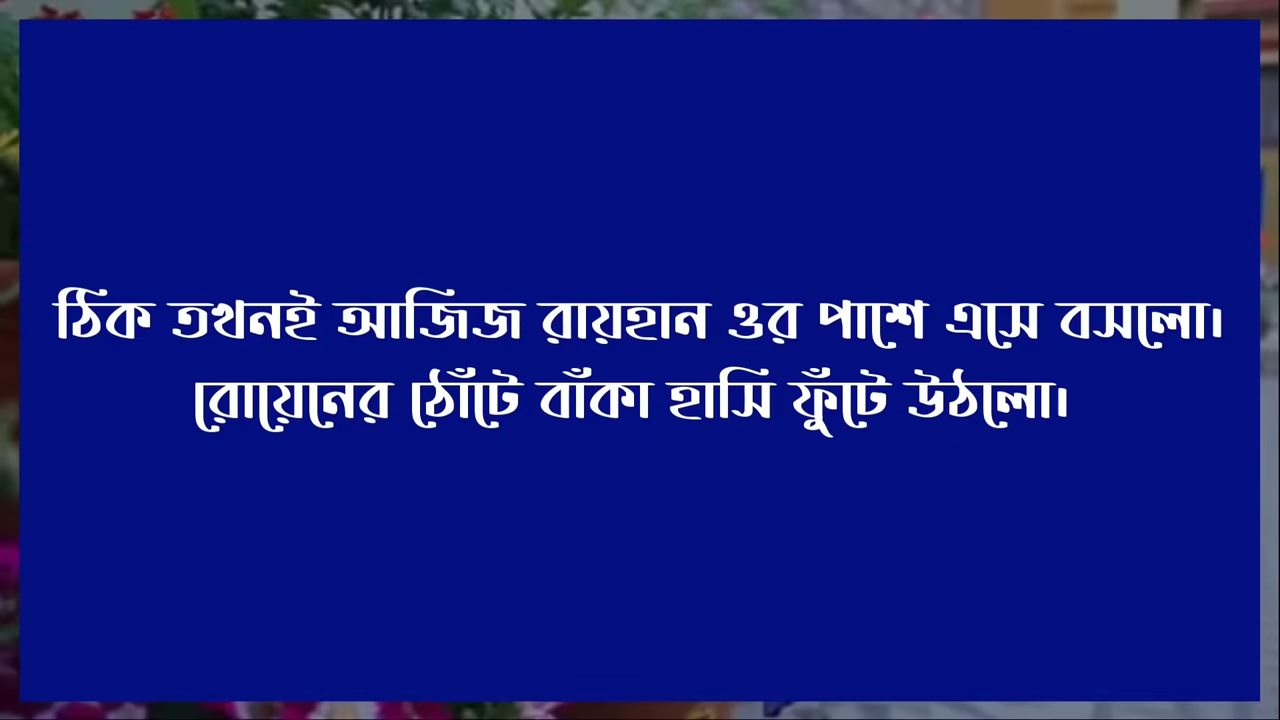 ঠিক তখনই আজিজ রায়হান ওর পাশে এসে বসলো।
রোয়েনের ঠোঁটে বাঁকা হাসি ফুঁটে উঠলো।